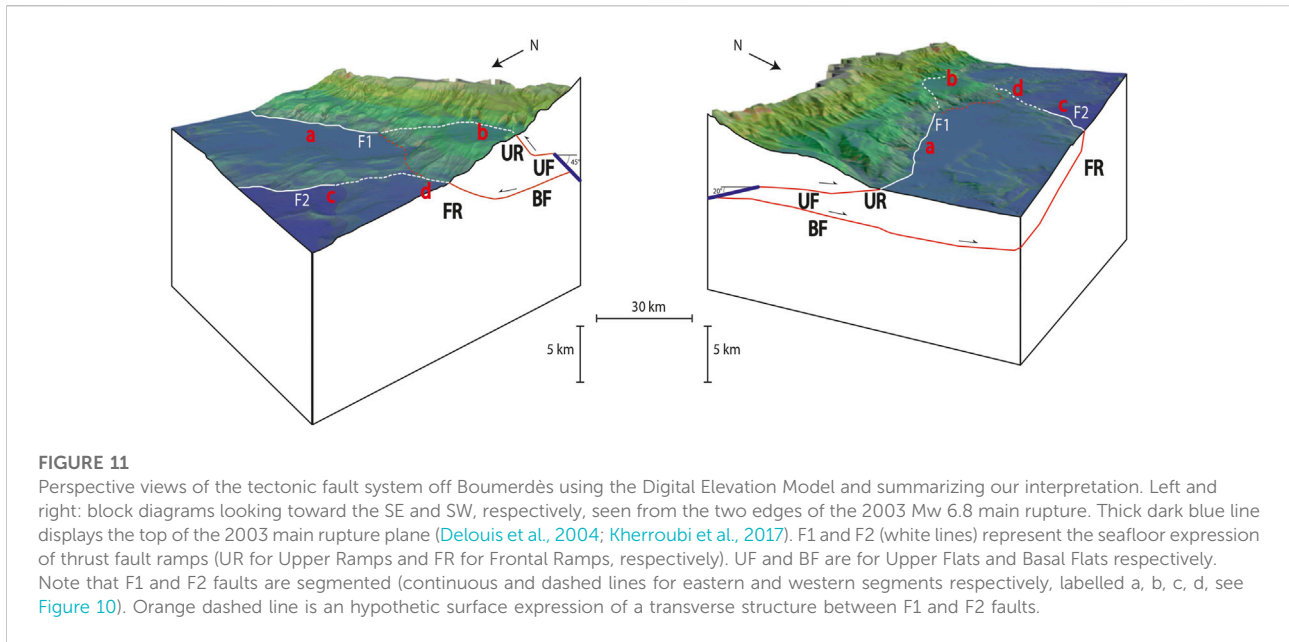 N
N
a
F1
b
UR
UF
45°
F2
c
d
FR
BF
b
d
c
F2
F1
a
FR
20°
UF
UR
BF
30 km
5 km
5 km
FIGURE 11
Perspective views of the tectonic fault system off Boumerdès using the Digital Elevation Model and summarizing our interpretation. Left and
right: block diagrams looking toward the SE and SW, respectively, seen from the two edges of the 2003 Mw 6.8 main rupture. Thick dark blue line
displays the top of the 2003 main rupture plane (Delouis et al., 2004; Kherroubi et al., 2017). F1 and F2 (white lines) represent the seafloor expression
of thrust fault ramps (UR for Upper Ramps and FR for Frontal Ramps, respectively). UF and BF are for Upper Flats and Basal Flats respectively.
Note that F1 and F2 faults are segmented (continuous and dashed lines for eastern and western segments respectively, labelled a, b, c, d, see
Figure 10). Orange dashed line is an hypothetic surface expression of a transverse structure between F1 and F2 faults.